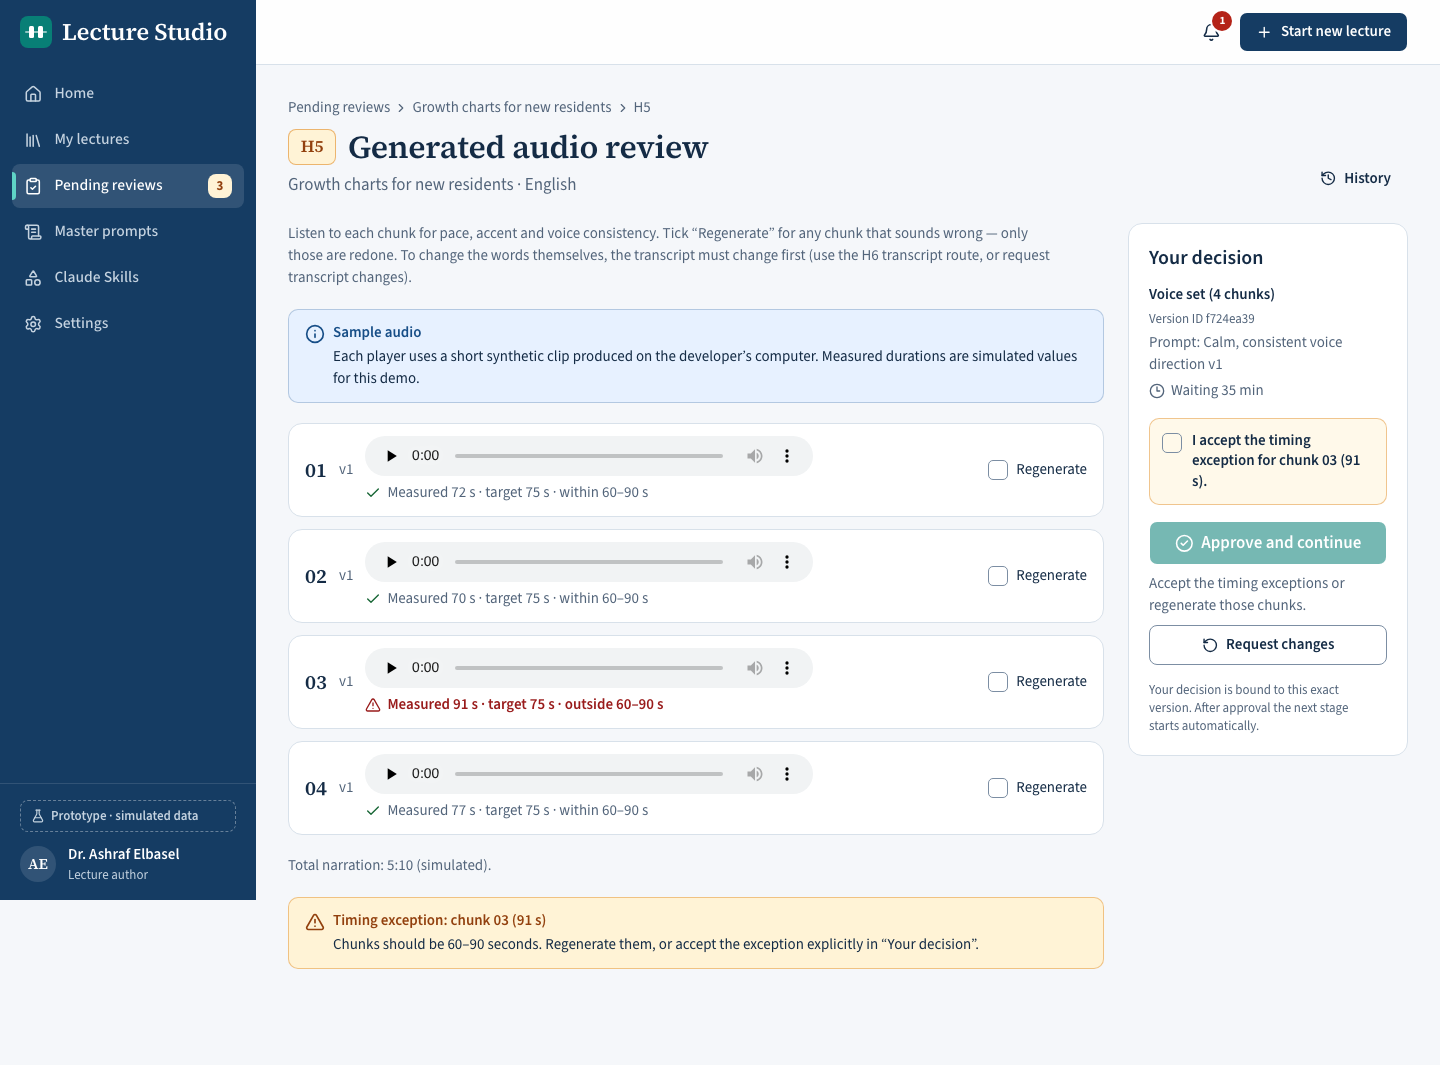 Lecture Studio
Home
My lectures
Pending reviews 3
Master prompts
Claude Skills
Settings
Prototype · simulated data
AE
Dr. Ashraf Elbasel
Lecture author
1
Start new lecture
Pending reviews > Growth charts for new residents > H5
H5 Generated audio review
Growth charts for new residents · English
History
Listen to each chunk for pace, accent and voice consistency. Tick “Regenerate” for any chunk that sounds wrong — only
those are redone. To change the words themselves, the transcript must change first (use the H6 transcript route, or request
transcript changes).
Sample audio
Each player uses a short synthetic clip produced on the developer’s computer. Measured durations are simulated values
for this demo.
01 v1 0:00 Regenerate
Measured 72 s · target 75 s · within 60–90 s
02 v1 0:00 Regenerate
Measured 70 s · target 75 s · within 60–90 s
03 v1 0:00 Regenerate
Measured 91 s · target 75 s · outside 60–90 s
04 v1 0:00 Regenerate
Measured 77 s · target 75 s · within 60–90 s
Total narration: 5:10 (simulated).
Timing exception: chunk 03 (91 s)
Chunks should be 60–90 seconds. Regenerate them, or accept the exception explicitly in “Your decision”.
Your decision
Voice set (4 chunks)
Version ID f724ea39
Prompt: Calm, consistent voice
direction v1
Waiting 35 min
I accept the timing
exception for chunk 03 (91
s).
Approve and continue
Accept the timing exceptions or
regenerate those chunks.
Request changes
Your decision is bound to this exact
version. After approval the next stage
starts automatically.